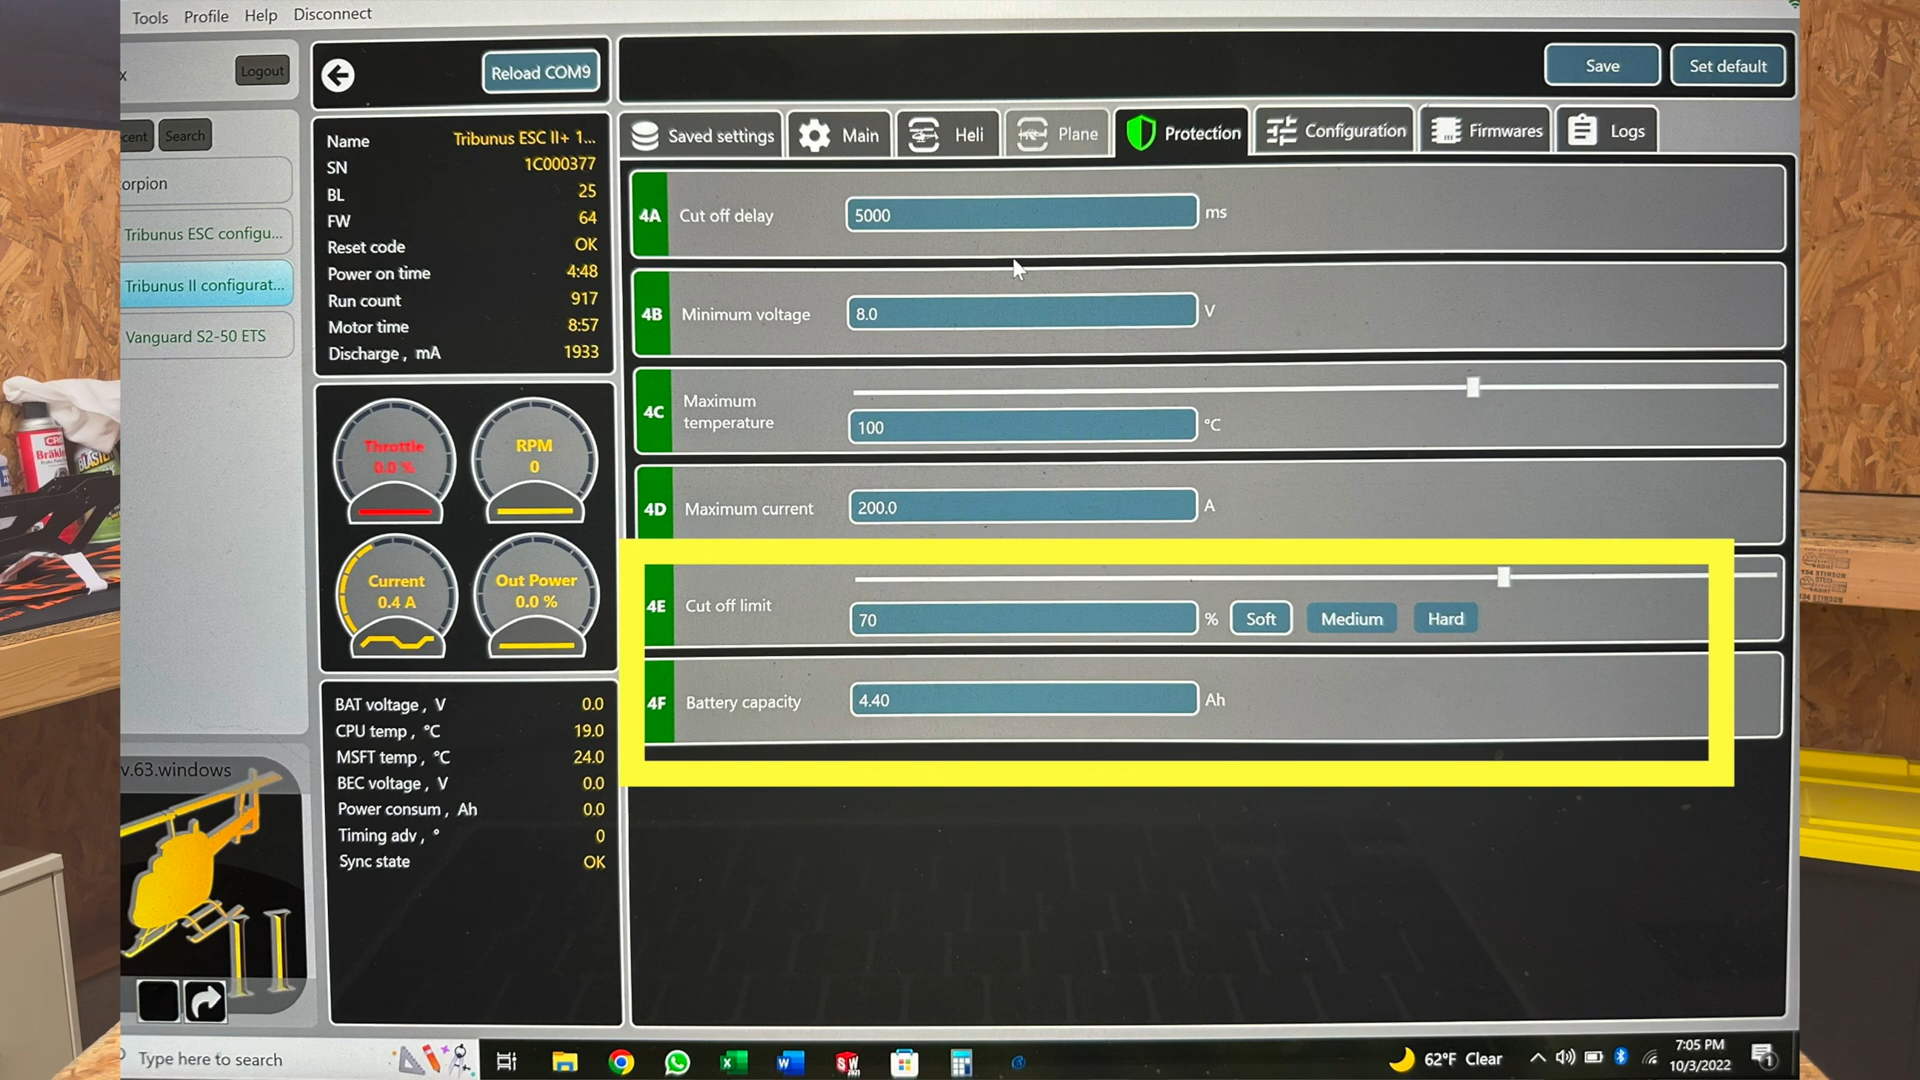 Tools Profile Help Disconnect
x
Logout
Reload COM9
Save
Set default
cent
Search
Saved settings
Main
Heli
Plane
Protection
Configuration
Firmwares
Logs
orpion
Tribunus ESC configu...
Tribunus II configurat...
Vanguard S2-50 ETS
Name Tribunus ESC II+ 1...
SN 1C000377
BL 25
FW 64
Reset code OK
Power on time 4:48
Run count 917
Motor time 8:57
Discharge, mA 1933
4A Cut off delay 5000 ms
4B Minimum voltage 8.0 V
4C Maximum
temperature 100 °C
4D Maximum current 200.0 A
4E Cut off limit 70 % Soft Medium Hard
4F Battery capacity 4.40 Ah
Throttle
0.0 %
RPM
0
Current
0.4 A
Out Power
0.0 %
BAT voltage, V 0.0
CPU temp, °C 19.0
MSFT temp, °C 24.0
BEC voltage, V 0.0
Power consum, Ah 0.0
Timing adv, ° 0
Sync state OK
v.63.windows
II
CRC
Brákle
BLASTER
Type here to search
62°F Clear
7:05 PM
10/3/2022
1